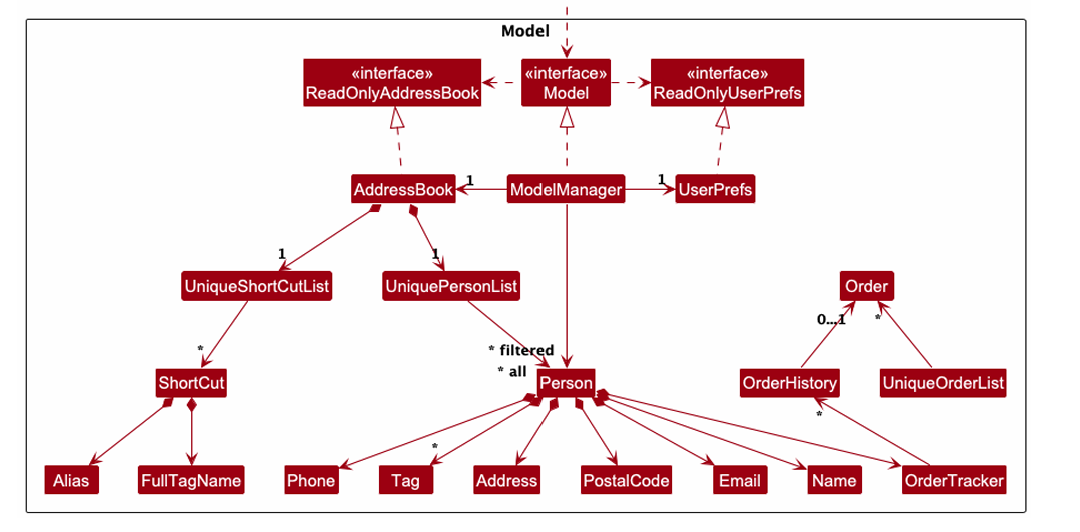 Model
«interface»
ReadOnlyAddressBook
«interface»
Model
«interface»
ReadOnlyUserPrefs
AddressBook
1
ModelManager
1
UserPrefs
1
1
UniqueShortCutList
UniquePersonList
Order
0...1
*
*
* filtered
* all
ShortCut
Person
OrderHistory
UniqueOrderList
*
*
Alias
FullTagName
Phone
Tag
Address
PostalCode
Email
Name
OrderTracker